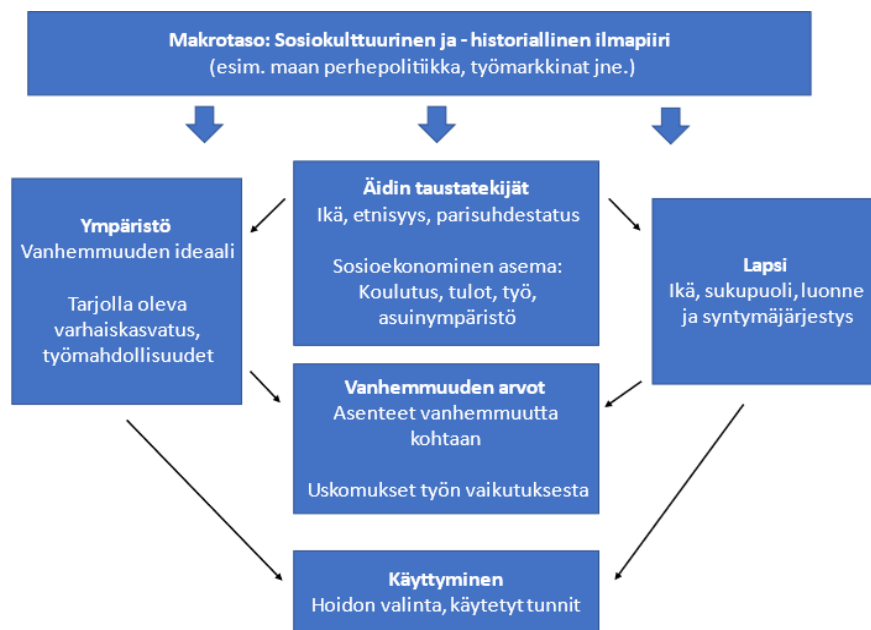 Makrotaso: Sosiokulttuurinen ja - historiallinen ilmapiiri
(esim. maan perhepolitiikka, työmarkkinat jne.)
Ympäristö
Vanhemmuuden ideaali
Tarjolla oleva
varhaiskasvatus,
työmahdollisuudet
Äidin taustatekijät
Ikä, etnisyys, parisuhdestatus
Sosioekonominen asema:
Koulutus, tulot, työ,
asuinympäristö
Lapsi
Ikä, sukupuoli, luonne
ja syntymäjärjestys
Vanhemmuuden arvot
Asenteet vanhemmuutta
kohtaan
Uskomukset työn vaikutuksesta
Käyttyminen
Hoidon valinta, käytetyt tunnit